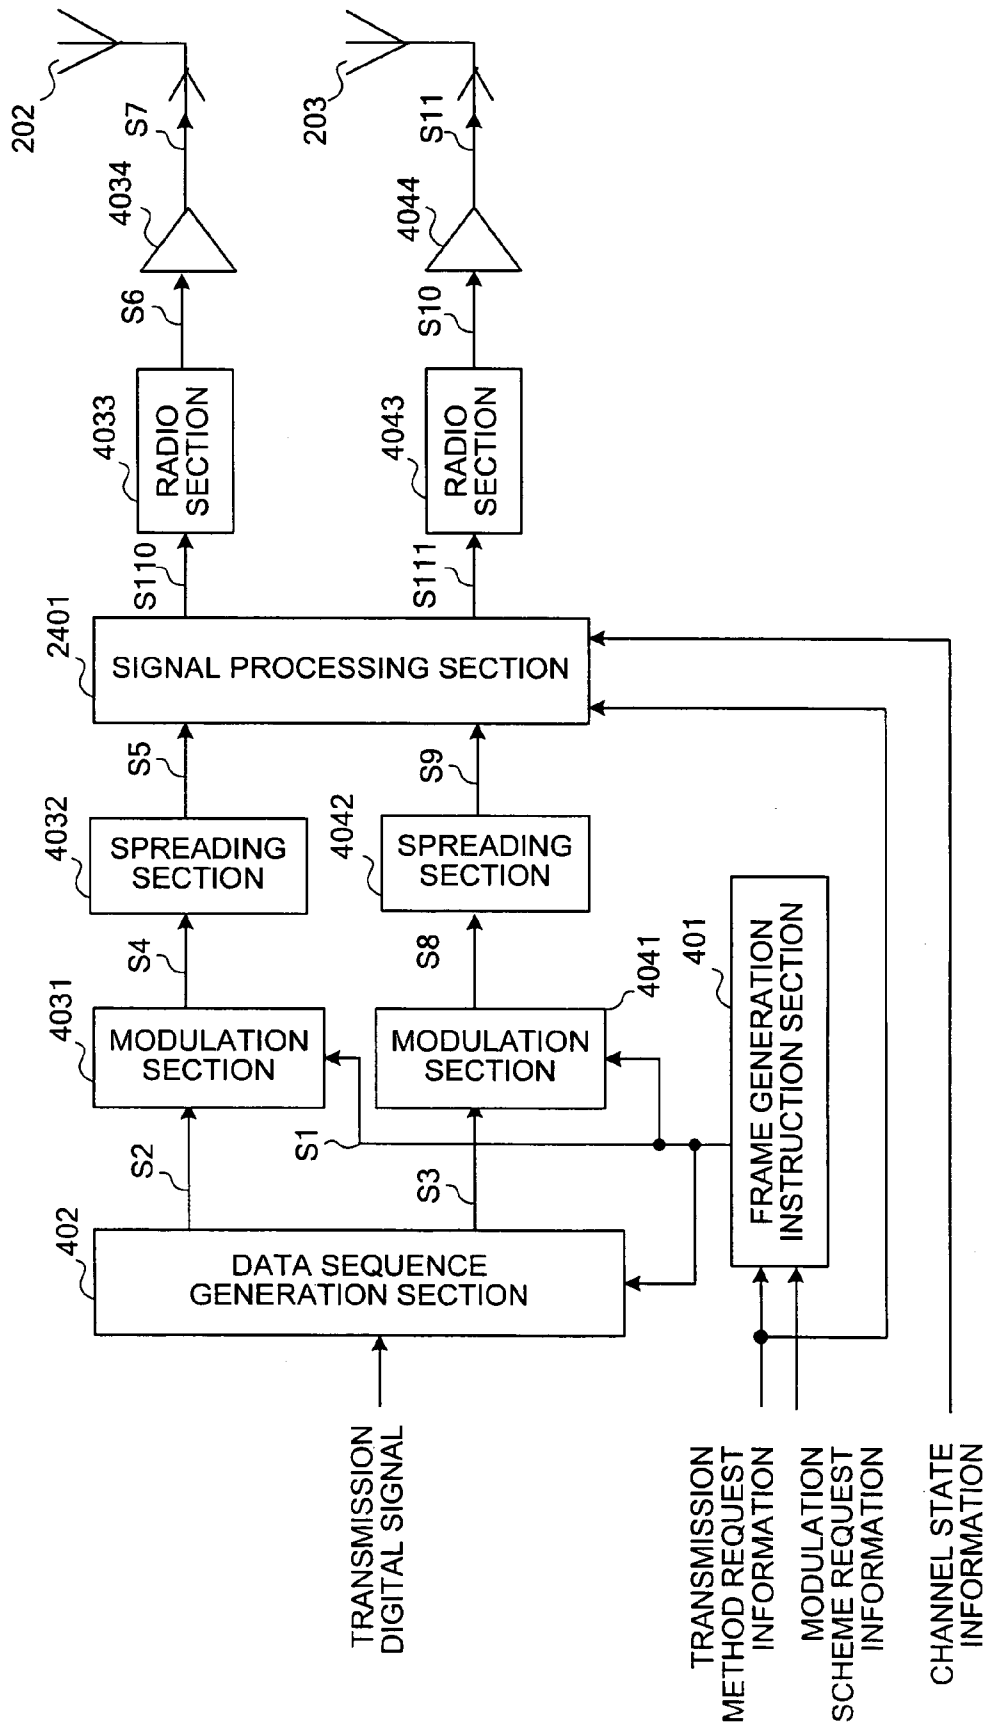 202
S7
4034
S6
4033
RADIO
SECTION
S110
203
S11
4044
S10
4043
RADIO
SECTION
S111
2401
SIGNAL PROCESSING SECTION
S5
4032
SPREADING
SECTION
S4
4031
MODULATION
SECTION
S2
S9
4042
SPREADING
SECTION
S8
4041
MODULATION
SECTION
S1
S3
402
DATA SEQUENCE
GENERATION SECTION
401
FRAME GENERATION
INSTRUCTION SECTION
TRANSMISSION
DIGITAL SIGNAL
TRANSMISSION
METHOD REQUEST
INFORMATION
MODULATION
SCHEME REQUEST
INFORMATION
CHANNEL STATE
INFORMATION